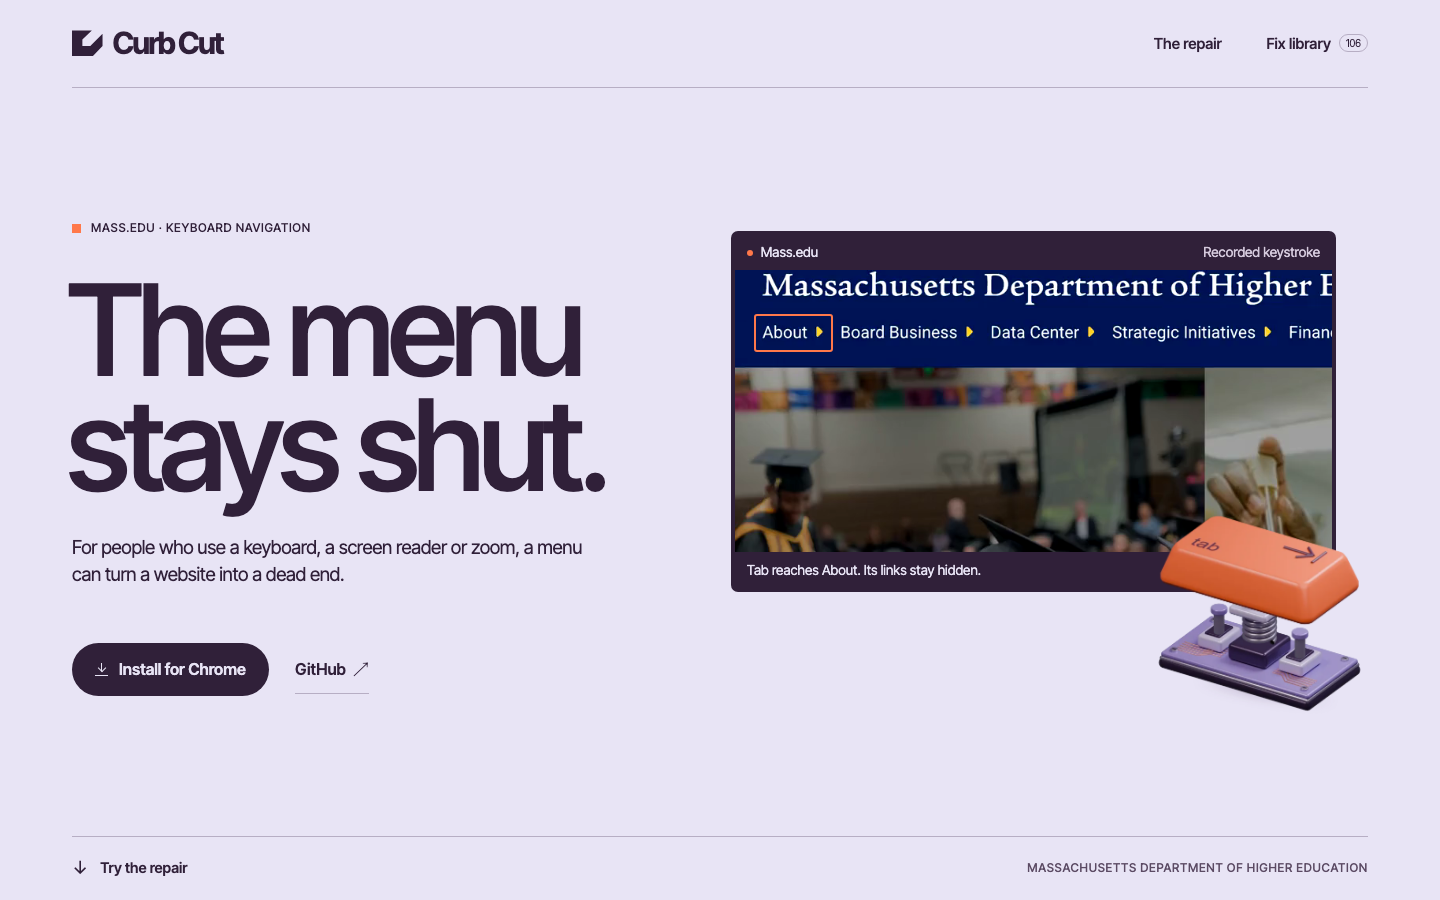 Curb Cut
The repair
Fix library 106
MASS.EDU · KEYBOARD NAVIGATION
The menu
stays shut.
For people who use a keyboard, a screen reader or zoom, a menu
can turn a website into a dead end.
Install for Chrome
GitHub
Mass.edu
Recorded keystroke
Massachusetts Department of Higher E
About Board Business Data Center Strategic Initiatives Financ
Tab reaches About. Its links stay hidden.
tab
Try the repair
MASSACHUSETTS DEPARTMENT OF HIGHER EDUCATION